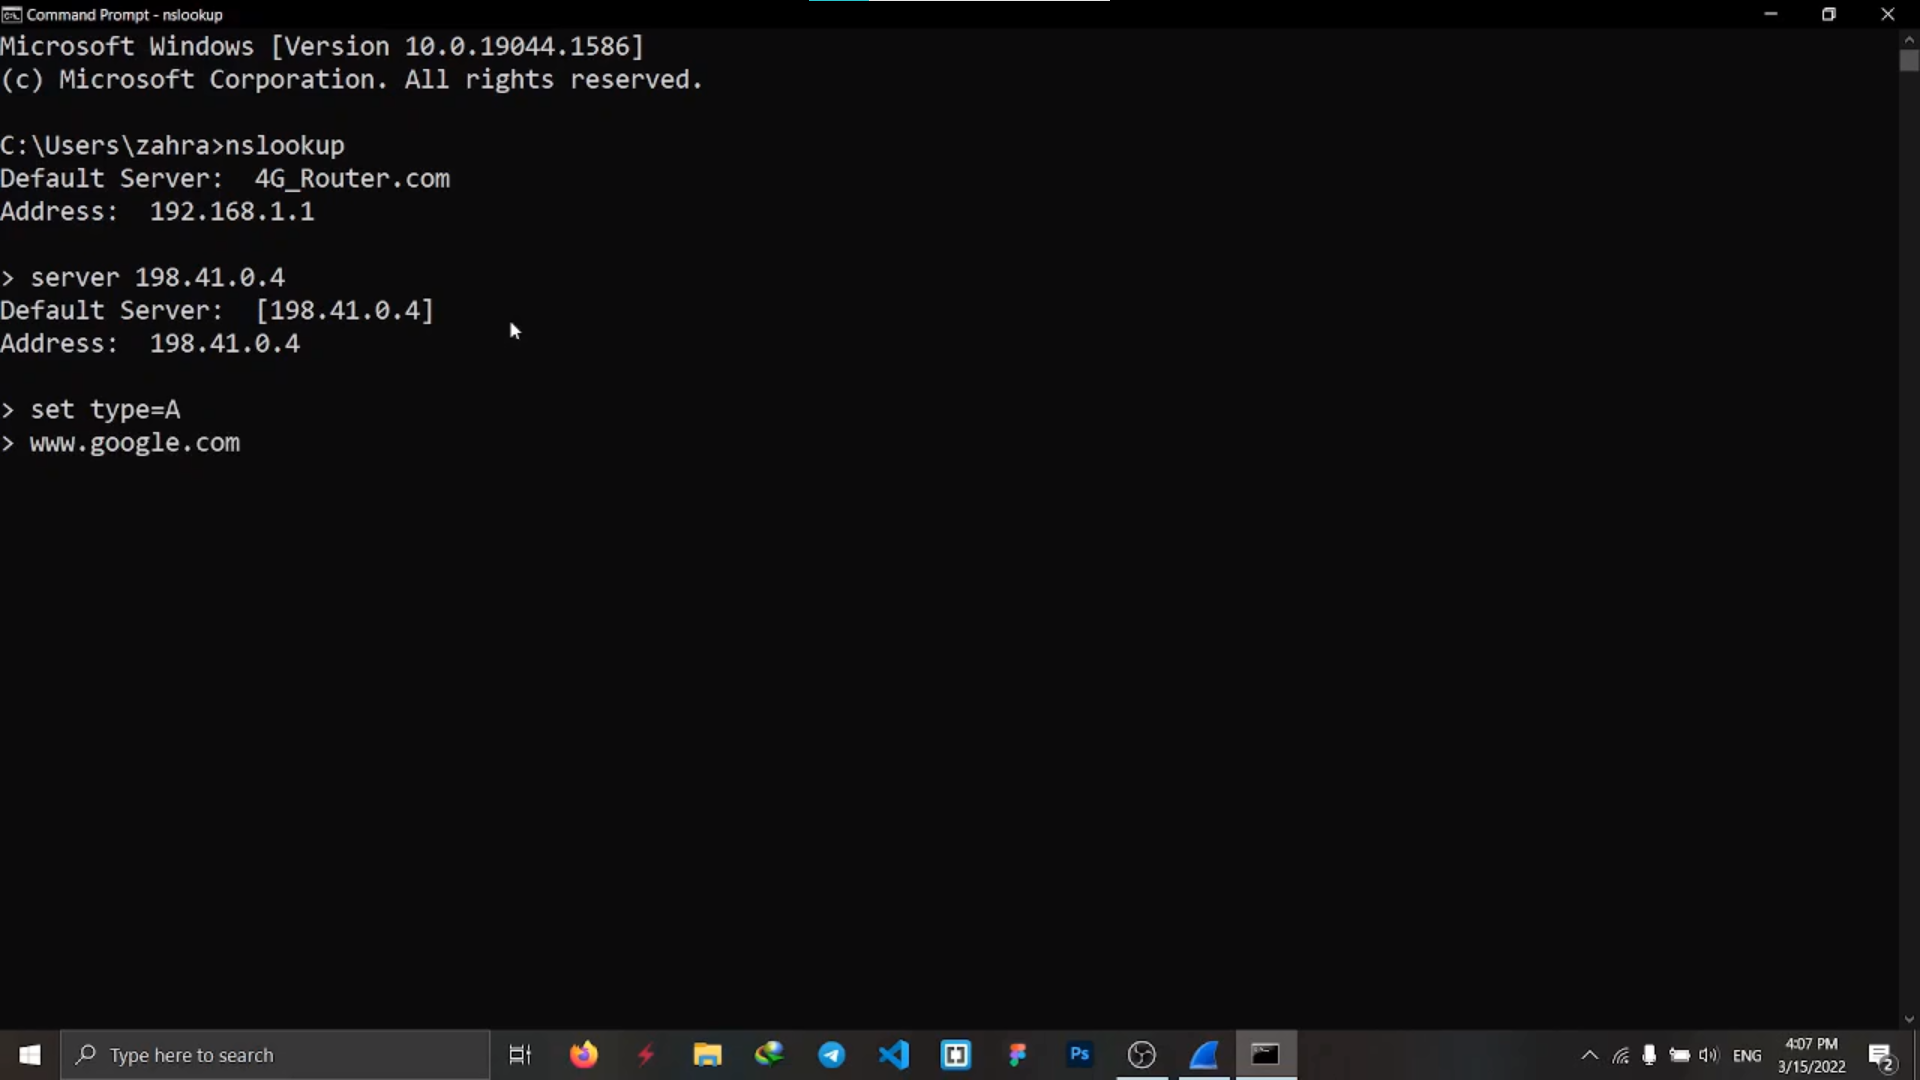 Command Prompt - nslookup
Microsoft Windows [Version 10.0.19044.1586]
(c) Microsoft Corporation. All rights reserved.
C:\Users\zahra>nslookup
Default Server:  4G_Router.com
Address:  192.168.1.1
> server 198.41.0.4
Default Server:  [198.41.0.4]
Address:  198.41.0.4
> set type=A
> www.google.com
Type here to search
Ps
ENG
4:07 PM
3/15/2022
2